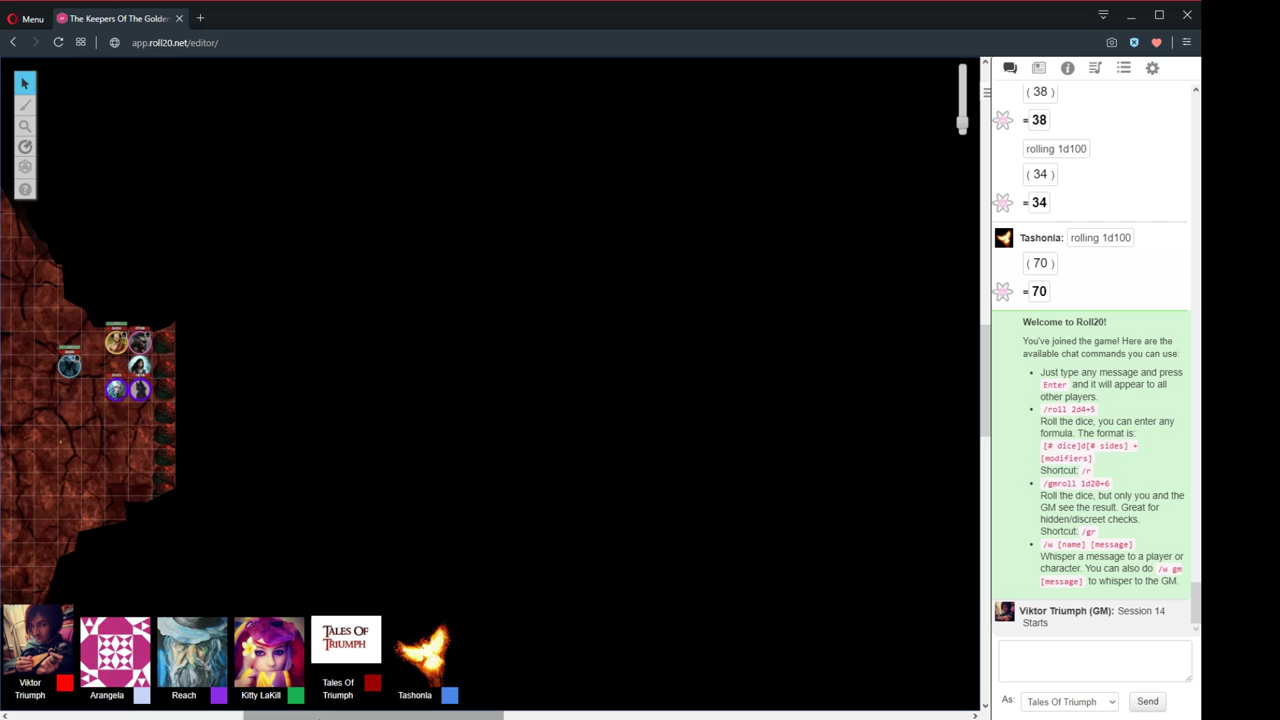 Menu
The Keepers Of The Golder
app.roll20.net/editor/
( 38 )
= 38
rolling 1d100
( 34 )
= 34
Tashonia: rolling 1d100
( 70 )
= 70
Welcome to Roll20!
You've joined the game! Here are the
available chat commands you can use:
Just type any message and press
Enter and it will appear to all
other players.
/roll 2d4+5
Roll the dice, you can enter any
formula. The format is:
[# dice]d[# sides] +
[modifiers]
Shortcut: /r
/gmroll 1d20+6
Roll the dice, but only you and the
GM see the result. Great for
hidden/discreet checks.
Shortcut: /gr
/w [name] [message]
Whisper a message to a player or
character. You can also do /w gm
[message] to whisper to the GM.
Viktor Triumph (GM): Session 14
Starts
TALES OF
TRIUMPH
Viktor
Triumph
Arangela
Reach
Kitty LaKill
Tales Of
Triumph
Tashonia
As: Tales Of Triumph
Send